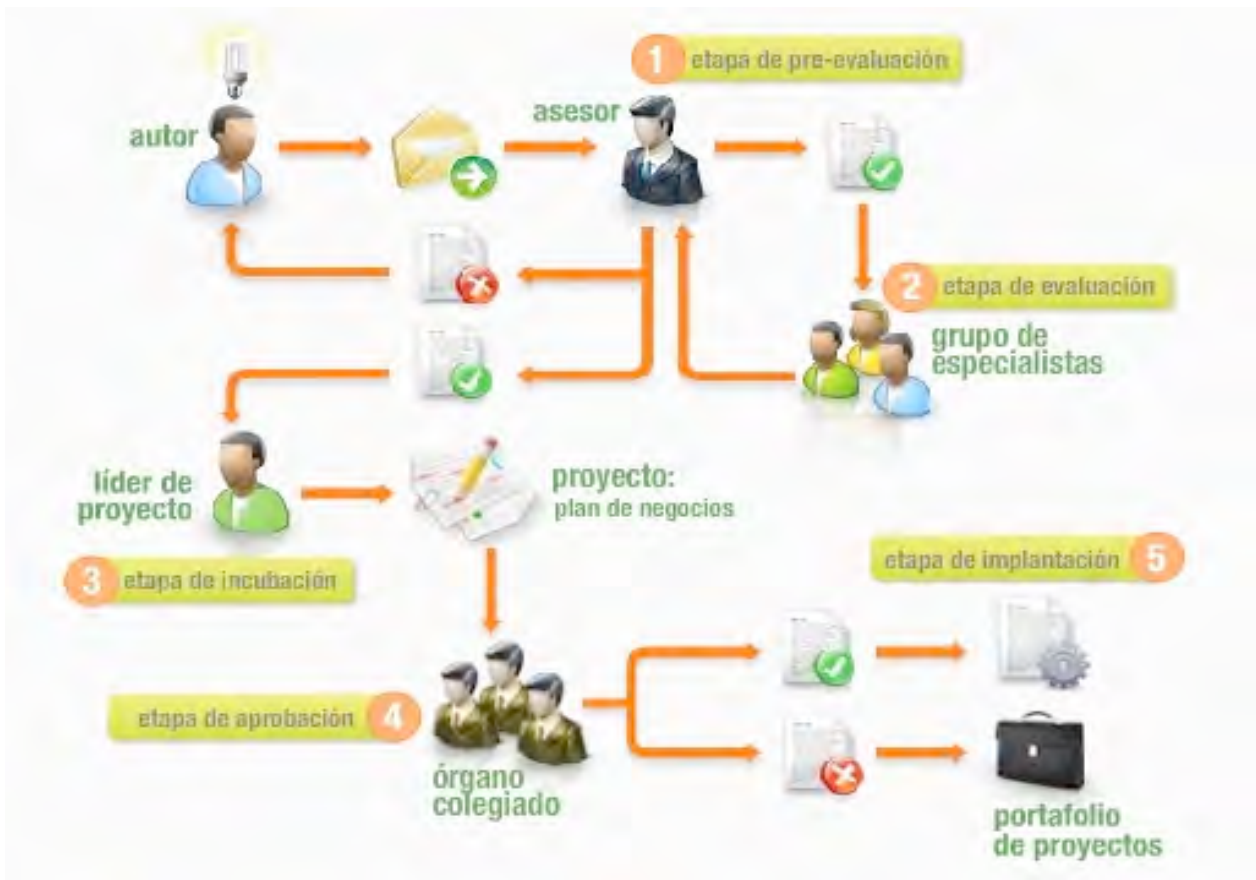 1 etapa de pre-evaluación
autor
asesor
2 etapa de evaluación
grupo de
especialistas
líder de
proyecto
proyecto:
plan de negocios
3 etapa de incubación
etapa de implantación 5
etapa de aprobación 4
órgano
colegiado
portafolio
de proyectos